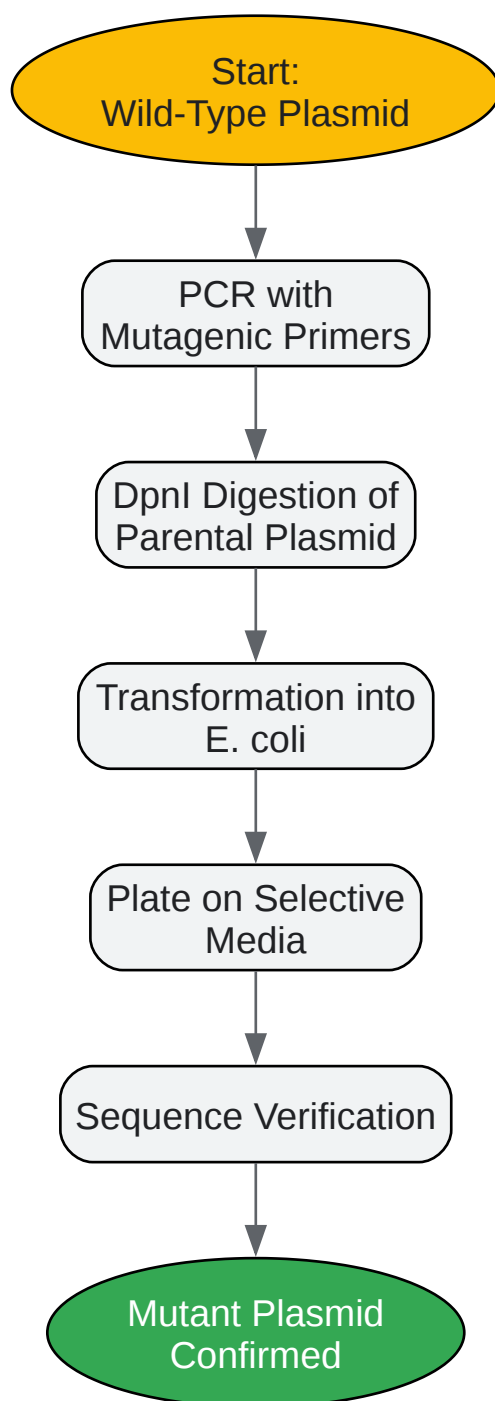 Start:
Wild-Type Plasmid
PCR with
Mutagenic Primers
DpnI Digestion of
Parental Plasmid
Transformation into
E. coli
Plate on Selective
Media
Sequence Verification
Mutant Plasmid
Confirmed